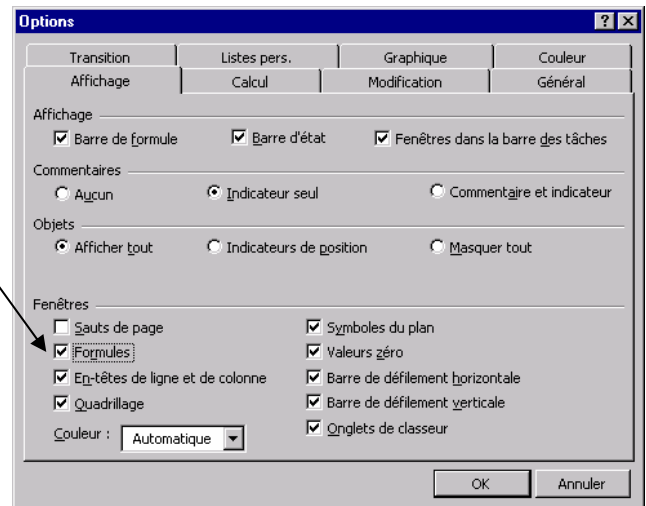 Options
Transition Listes pers. Graphique Couleur
Affichage Calcul Modification Général
Affichage
Barre de formule Barre d'état Fenêtres dans la barre des tâches
Commentaires
Aucun Indicateur seul Commentaire et indicateur
Objets
Afficher tout Indicateurs de position Masquer tout
Fenêtres
Sauts de page Symboles du plan
Formules Valeurs zéro
En-têtes de ligne et de colonne Barre de défilement horizontale
Quadrillage Barre de défilement verticale
Couleur : Automatique Onglets de classeur
OK Annuler